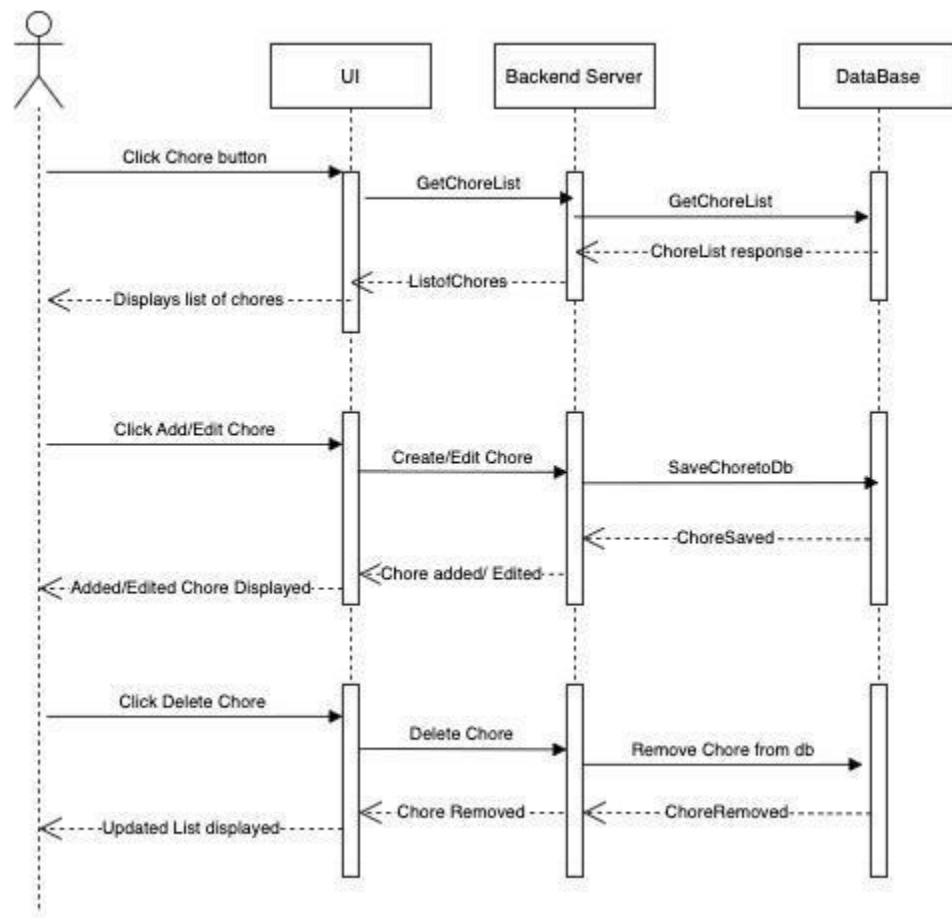 UI
Backend Server
DataBase
Click Chore button
GetChoreList
GetChoreList
ChoreList response
ListofChores
Displays list of chores
Click Add/Edit Chore
Create/Edit Chore
SaveChoretoDb
ChoreSaved
Chore added/ Edited
Added/Edited Chore Displayed
Click Delete Chore
Delete Chore
Remove Chore from db
ChoreRemoved
Chore Removed
Updated List displayed